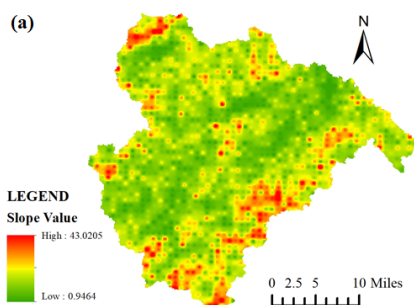 (a)
N
LEGEND
Slope Value
High : 43.0205
Low : 0.9464
0 2.5 5 10 Miles